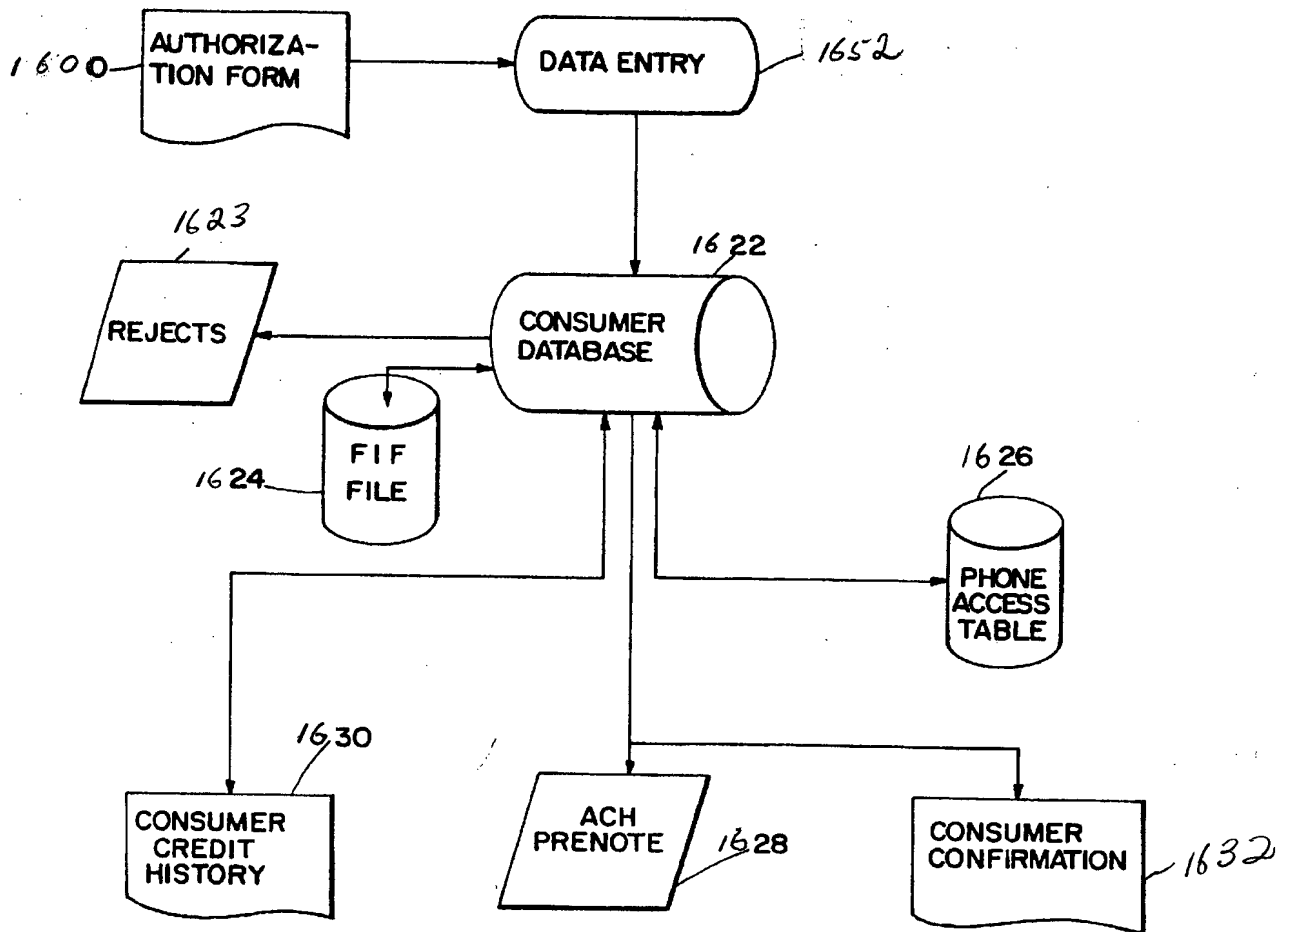 AUTHORIZA-
TION FORM
1600
DATA ENTRY
1652
1623
REJECTS
1622
CONSUMER
DATABASE
FIF
FILE
1624
1626
PHONE
ACCESS
TABLE
1630
CONSUMER
CREDIT
HISTORY
ACH
PRENOTE
1628
CONSUMER
CONFIRMATION
1632